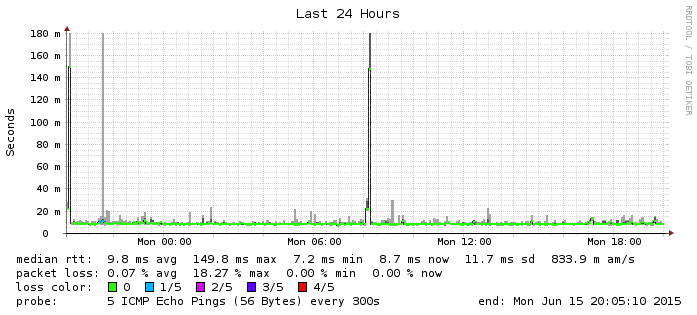 Last 24 Hours
RRDTOOL / TOBI OETIKER
Seconds
180 m
160 m
140 m
120 m
100 m
80 m
60 m
40 m
20 m
0
Mon 00:00 Mon 06:00 Mon 12:00 Mon 18:00
median rtt: 9.8 ms avg 149.8 ms max 7.2 ms min 8.7 ms now 11.7 ms sd 833.9 m am/s
packet loss: 0.07 % avg 18.27 % max 0.00 % min 0.00 % now
loss color: 0 1/5 2/5 3/5 4/5
probe: 5 ICMP Echo Pings (56 Bytes) every 300s end: Mon Jun 15 20:05:10 2015